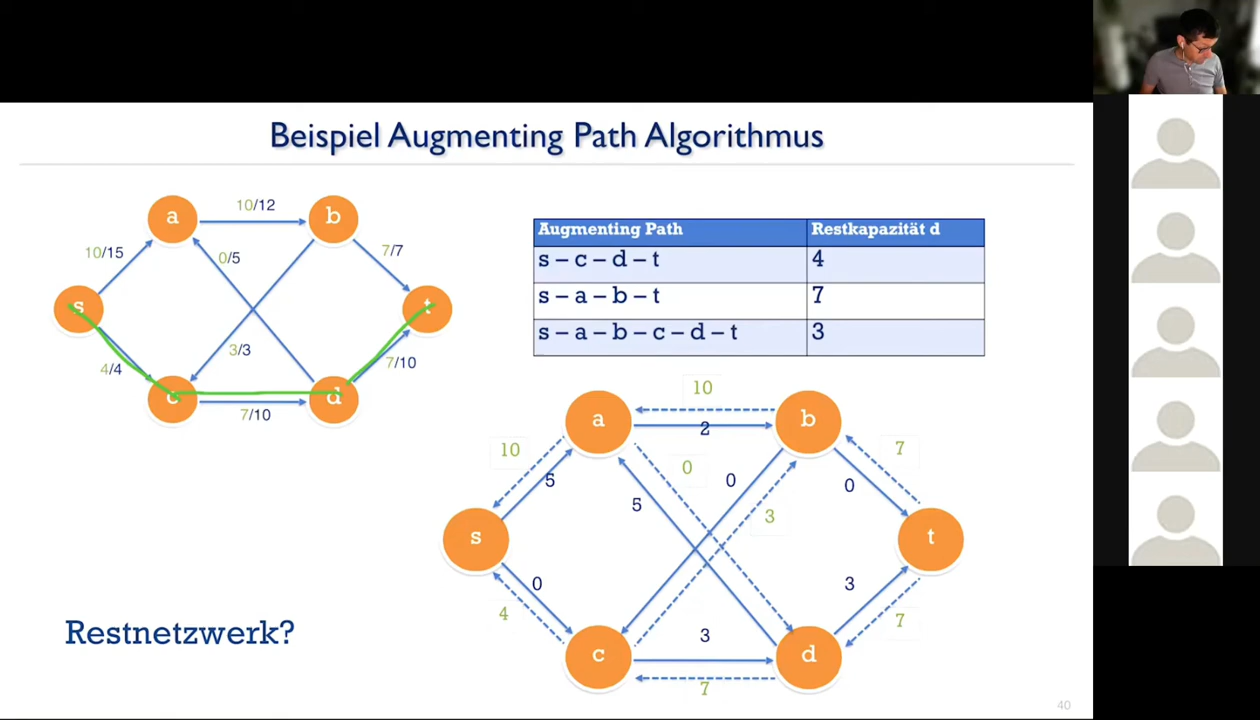 Beispiel Augmenting Path Algorithmus
a
b
s
t
c
d
10/12
10/15
0/5
7/7
3/3
4/4
7/10
7/10
Augmenting Path Restkapazität d
s – c – d – t 4
s – a – b – t 7
s – a – b – c – d – t 3
10
a 2 b
10 0 7
5 5 0 0
3
s t
0 3
4 7
c 3 d
7
Restnetzwerk?
40